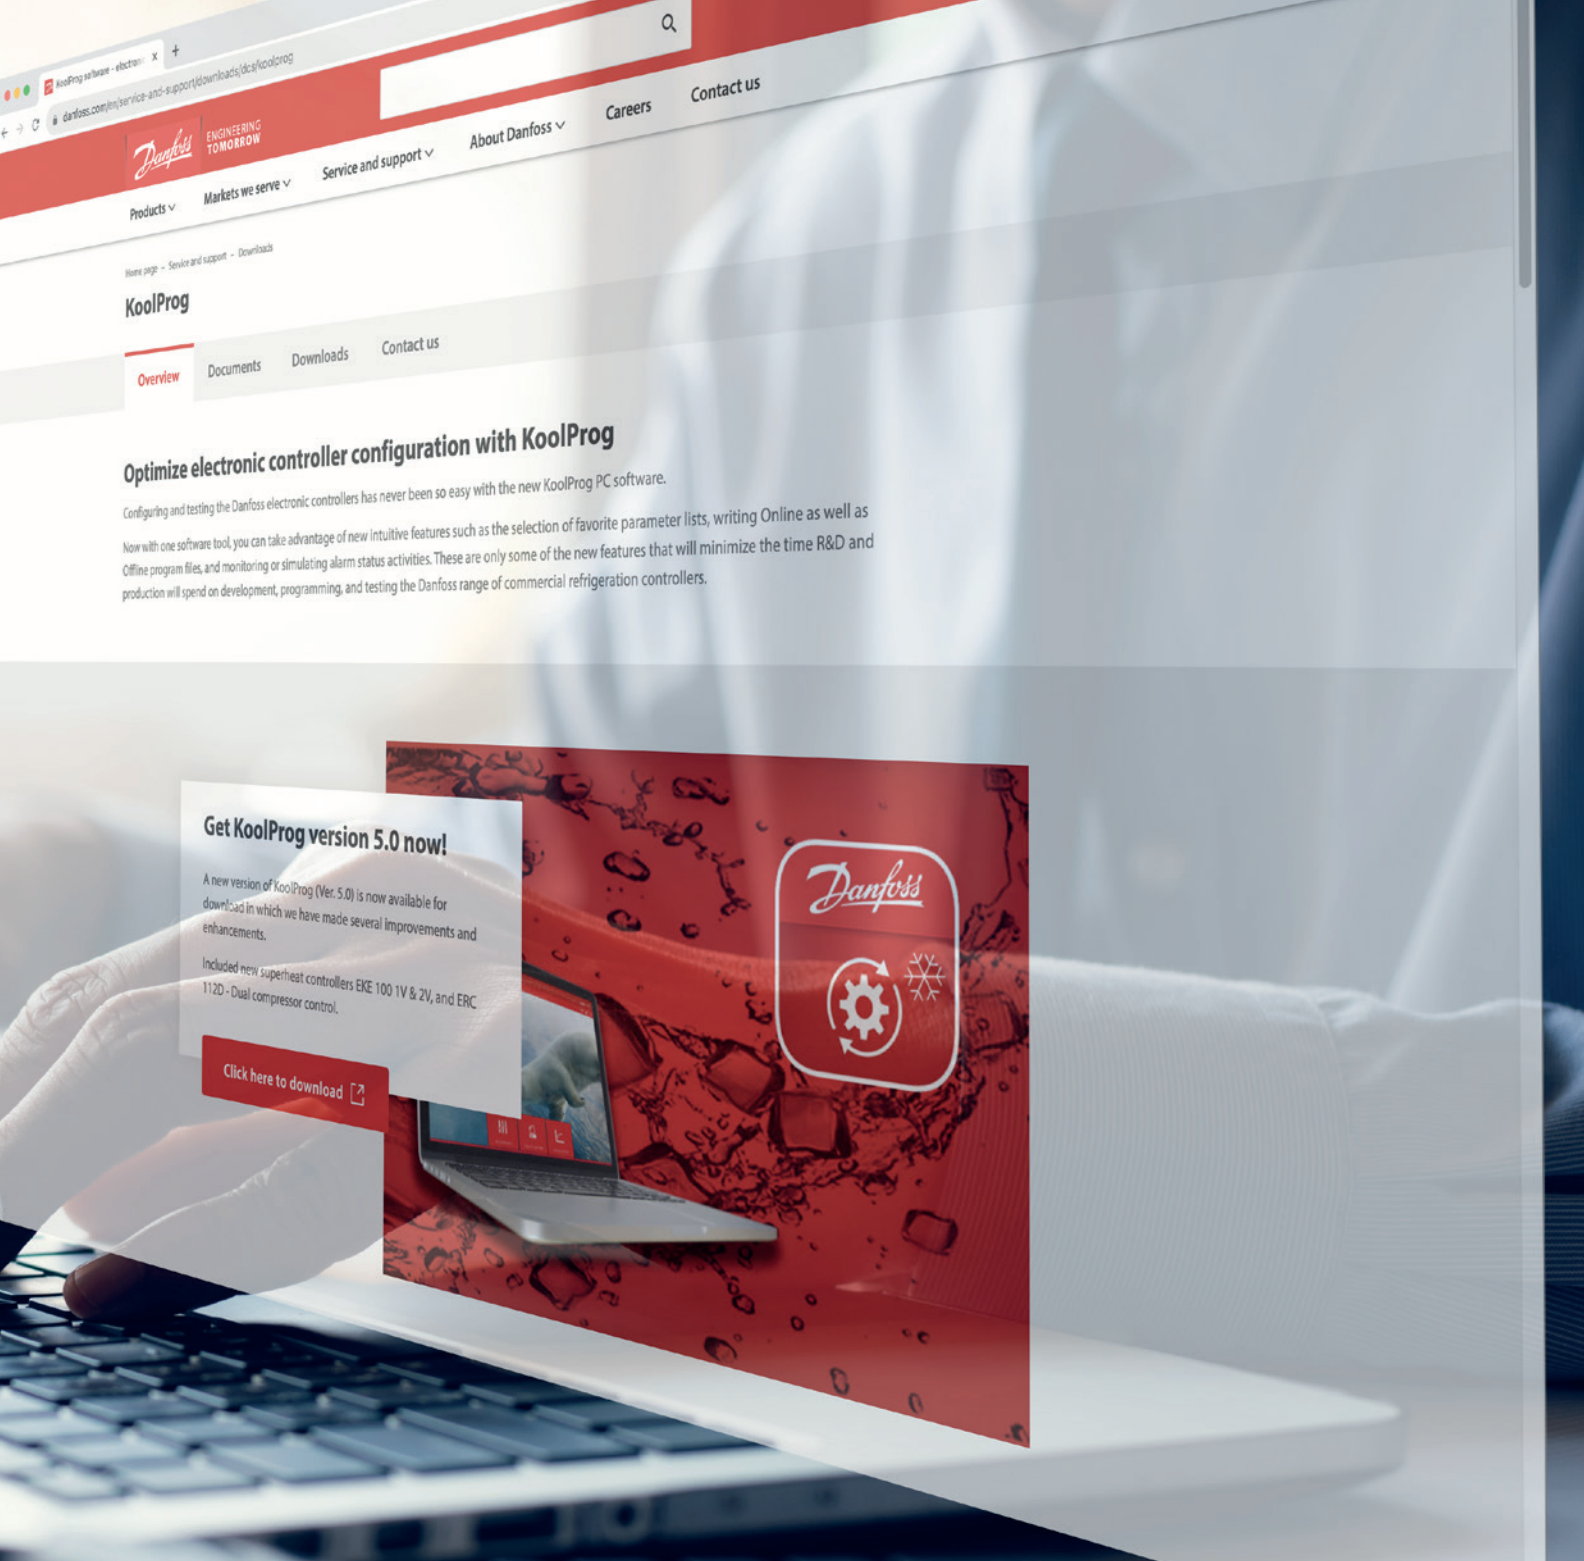 KoolProg software - electroni x +
danfoss.com/en/service-and-support/downloads/dcs/koolprog
Danfoss
ENGINEERING
TOMORROW
Products
Markets we serve
Service and support
About Danfoss
Careers
Contact us
Home page - Service and support - Downloads
KoolProg
Overview
Documents
Downloads
Contact us
Optimize electronic controller configuration with KoolProg
Configuring and testing the Danfoss electronic controllers has never been so easy with the new KoolProg PC software.
Now with one software tool, you can take advantage of new intuitive features such as the selection of favorite parameter lists, writing Online as well as
Offline program files, and monitoring or simulating alarm status activities. These are only some of the new features that will minimize the time R&D and
production will spend on development, programming, and testing the Danfoss range of commercial refrigeration controllers.
Get KoolProg version 5.0 now!
A new version of KoolProg (Ver. 5.0) is now available for
download in which we have made several improvements and
enhancements.
Included new superheat controllers EKE 100 1V & 2V, and ERC
112D - Dual compressor control.
Click here to download
Danfoss